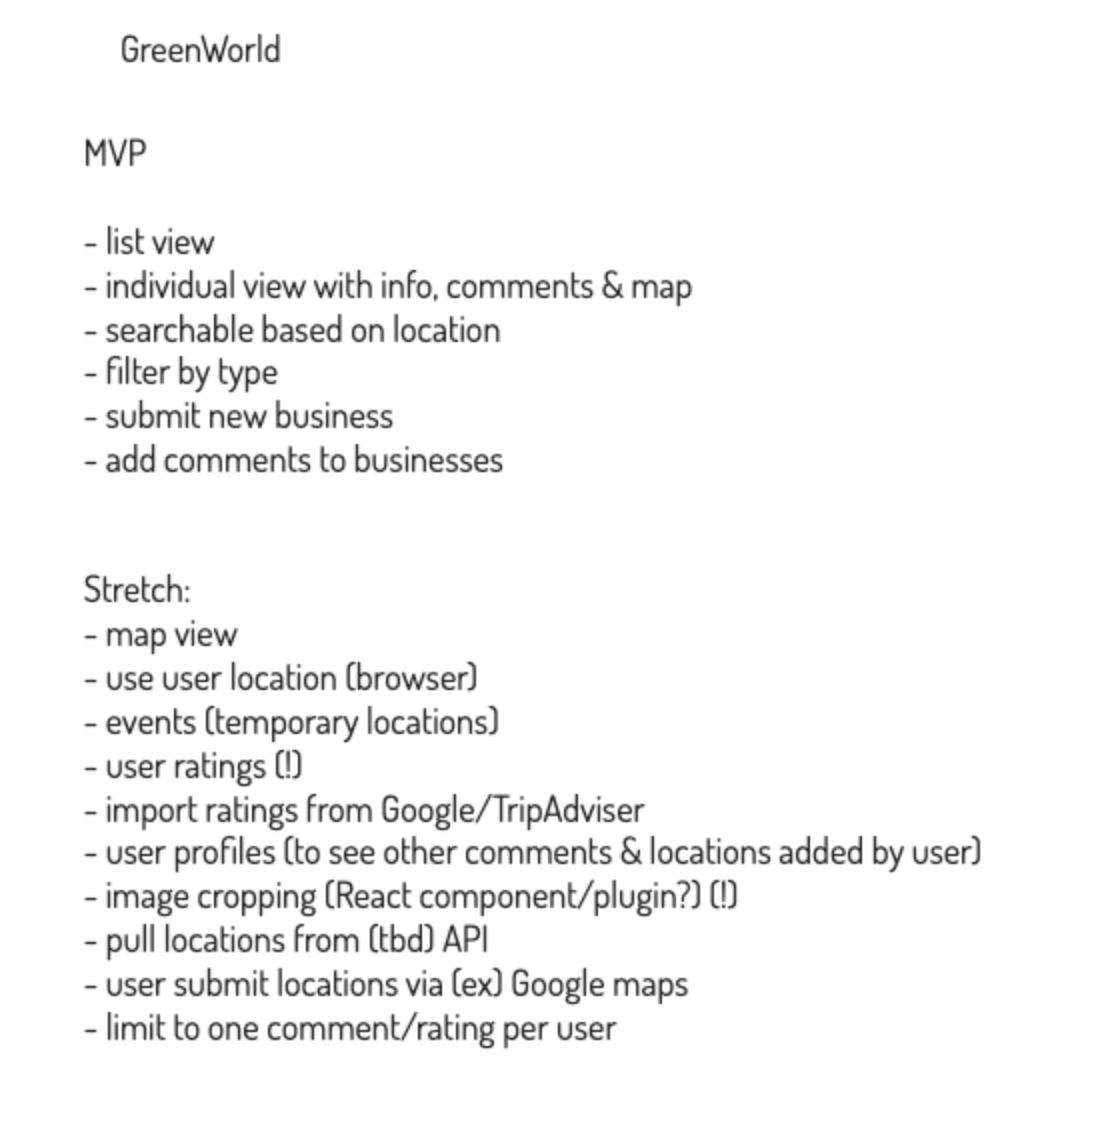 GreenWorld
MVP
- list view
- individual view with info, comments & map
- searchable based on location
- filter by type
- submit new business
- add comments to businesses
Stretch:
- map view
- use user location (browser)
- events (temporary locations)
- user ratings (!)
- import ratings from Google/TripAdviser
- user profiles (to see other comments & locations added by user)
- image cropping (React component/plugin?) (!)
- pull locations from (tbd) API
- user submit locations via (ex) Google maps
- limit to one comment/rating per user